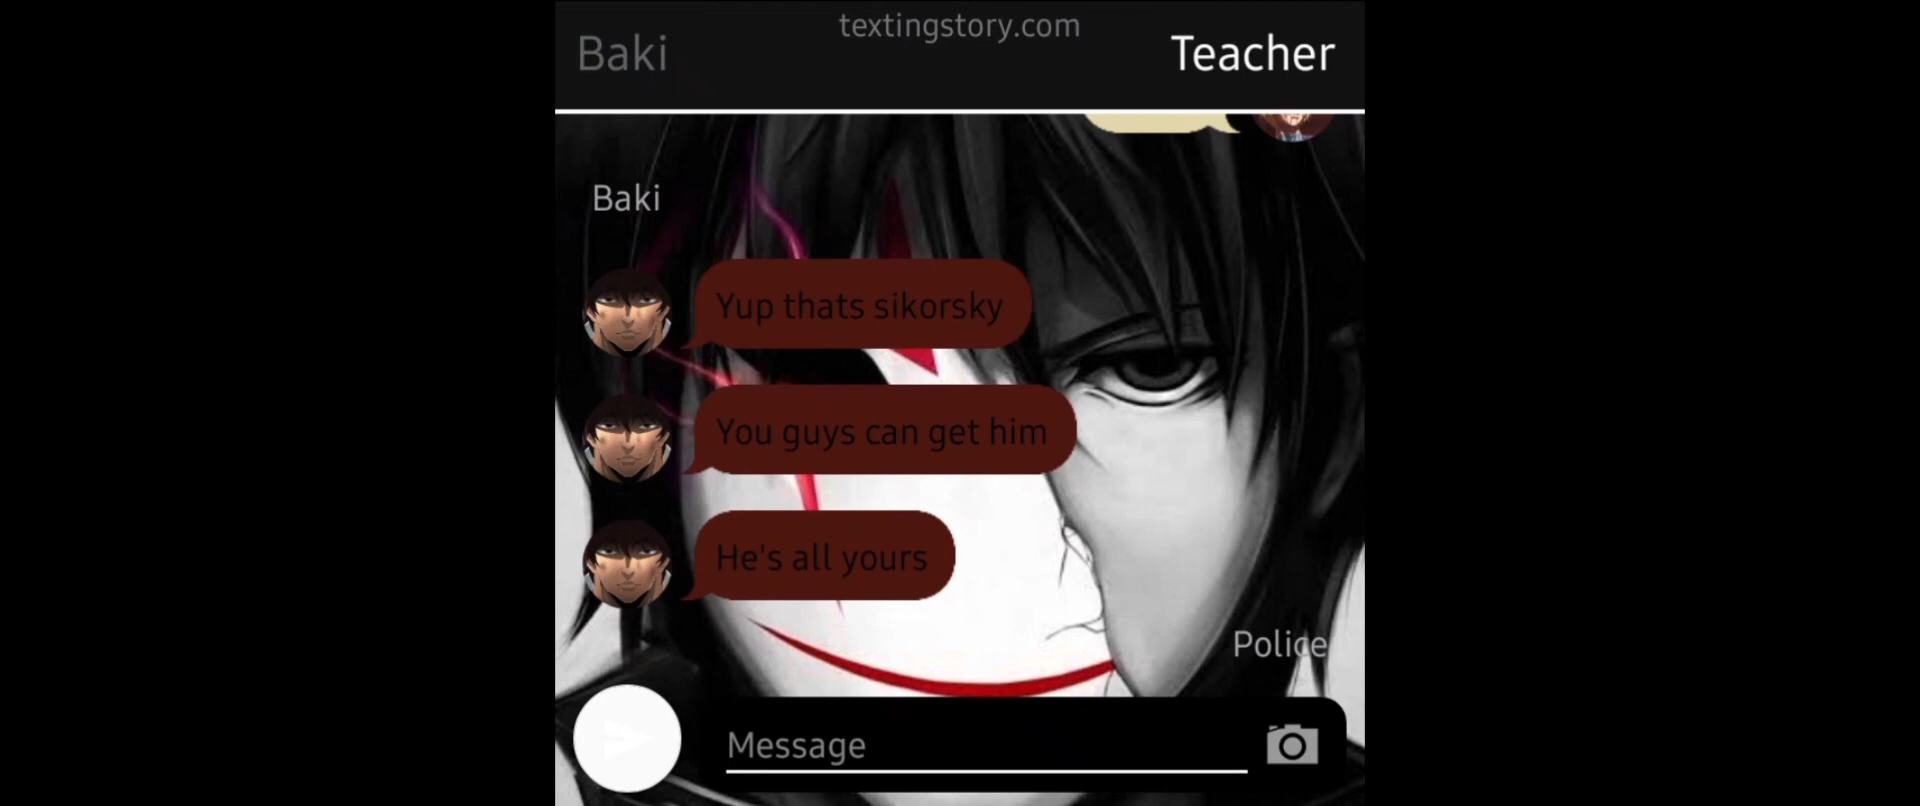 textingstory.com
Baki
Teacher
Baki
Yup thats sikorsky
You guys can get him
He's all yours
Police
Message